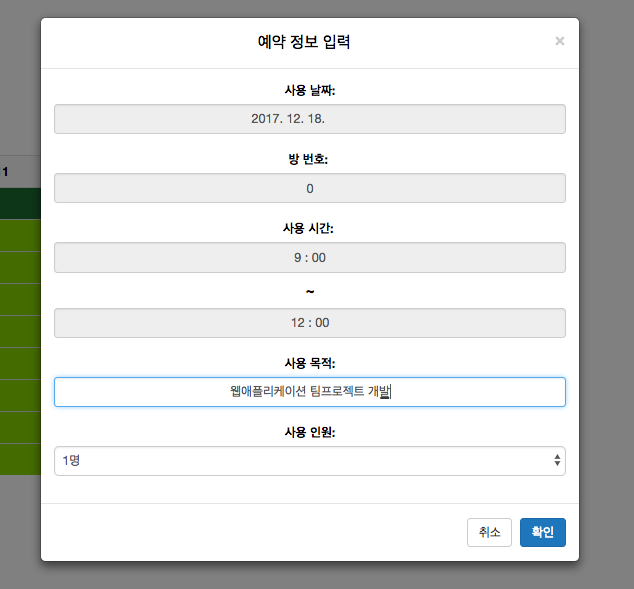 예약 정보 입력
×
사용 날짜:
2017. 12. 18.
방 번호:
0
1
사용 시간:
9 : 00
~
12 : 00
사용 목적:
웹애플리케이션 팀프로젝트 개발
사용 인원:
1명
취소
확인